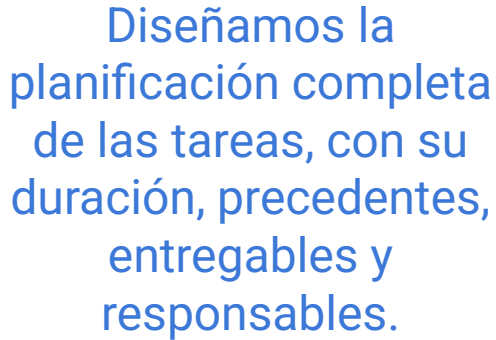 Diseñamos la
planificación completa
de las tareas, con su
duración, precedentes,
entregables y
responsables.